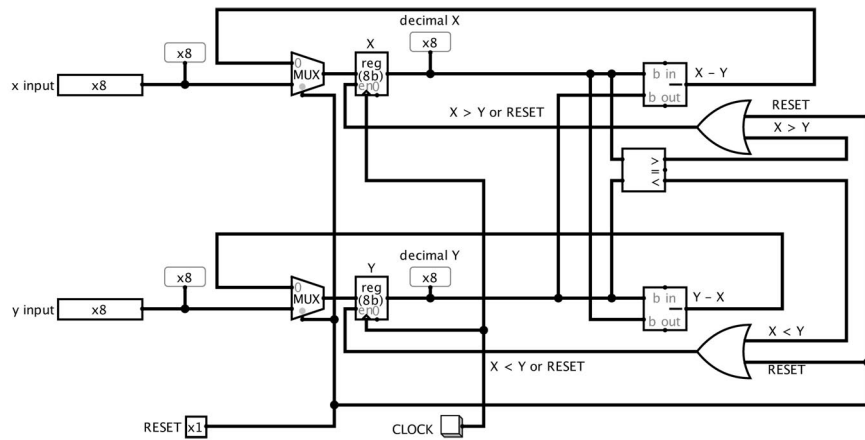 decimal X
x8
x8
X
reg
(8b)
en0
0
MUX
x input
x8
b in
b out
X – Y
RESET
X > Y
X > Y or RESET
>
=
<
decimal Y
x8
x8
Y
reg
(8b)
en0
0
MUX
y input
x8
b in
b out
Y – X
X < Y
RESET
X < Y or RESET
RESET
x1
CLOCK